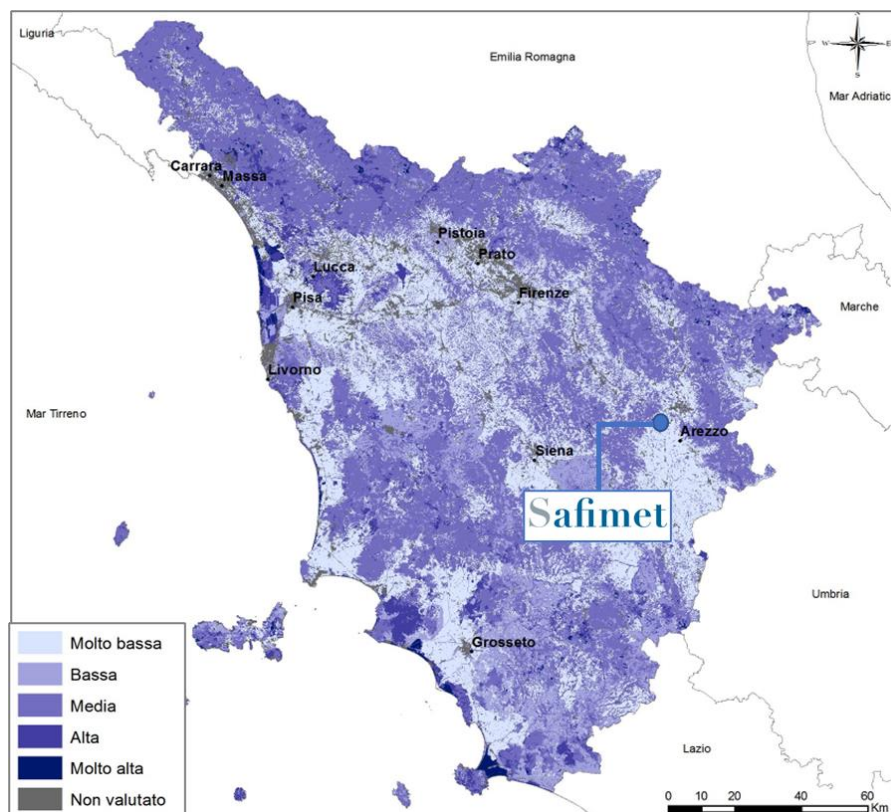 Liguria
Emilia Romagna
N
W
E
S
Mar Adriatic
Carrara
Massa
Pistoia
Prato
Lucca
Firenze
Pisa
Marche
Livorno
Mar Tirreno
Arezzo
Siena
Safimet
Umbria
Grosseto
Lazio
Molto bassa
Bassa
Media
Alta
Molto alta
Non valutato
0 10 20 40 60
Km